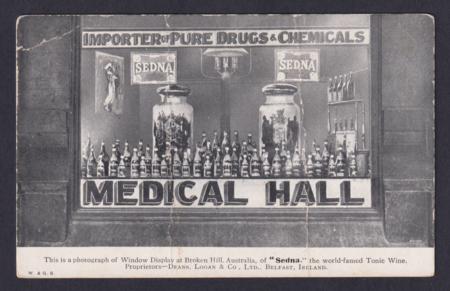 IMPORTER OF PURE DRUGS & CHEMICALS
SEDNA
SEDNA
MEDICAL HALL
This is a photograph of Window Display at Broken Hill, Australia, of "Sedna," the world-famed Tonic Wine.
Proprietors—DEANS, LOGAN & CO., LTD., BELFAST, IRELAND.
W. & G. B.